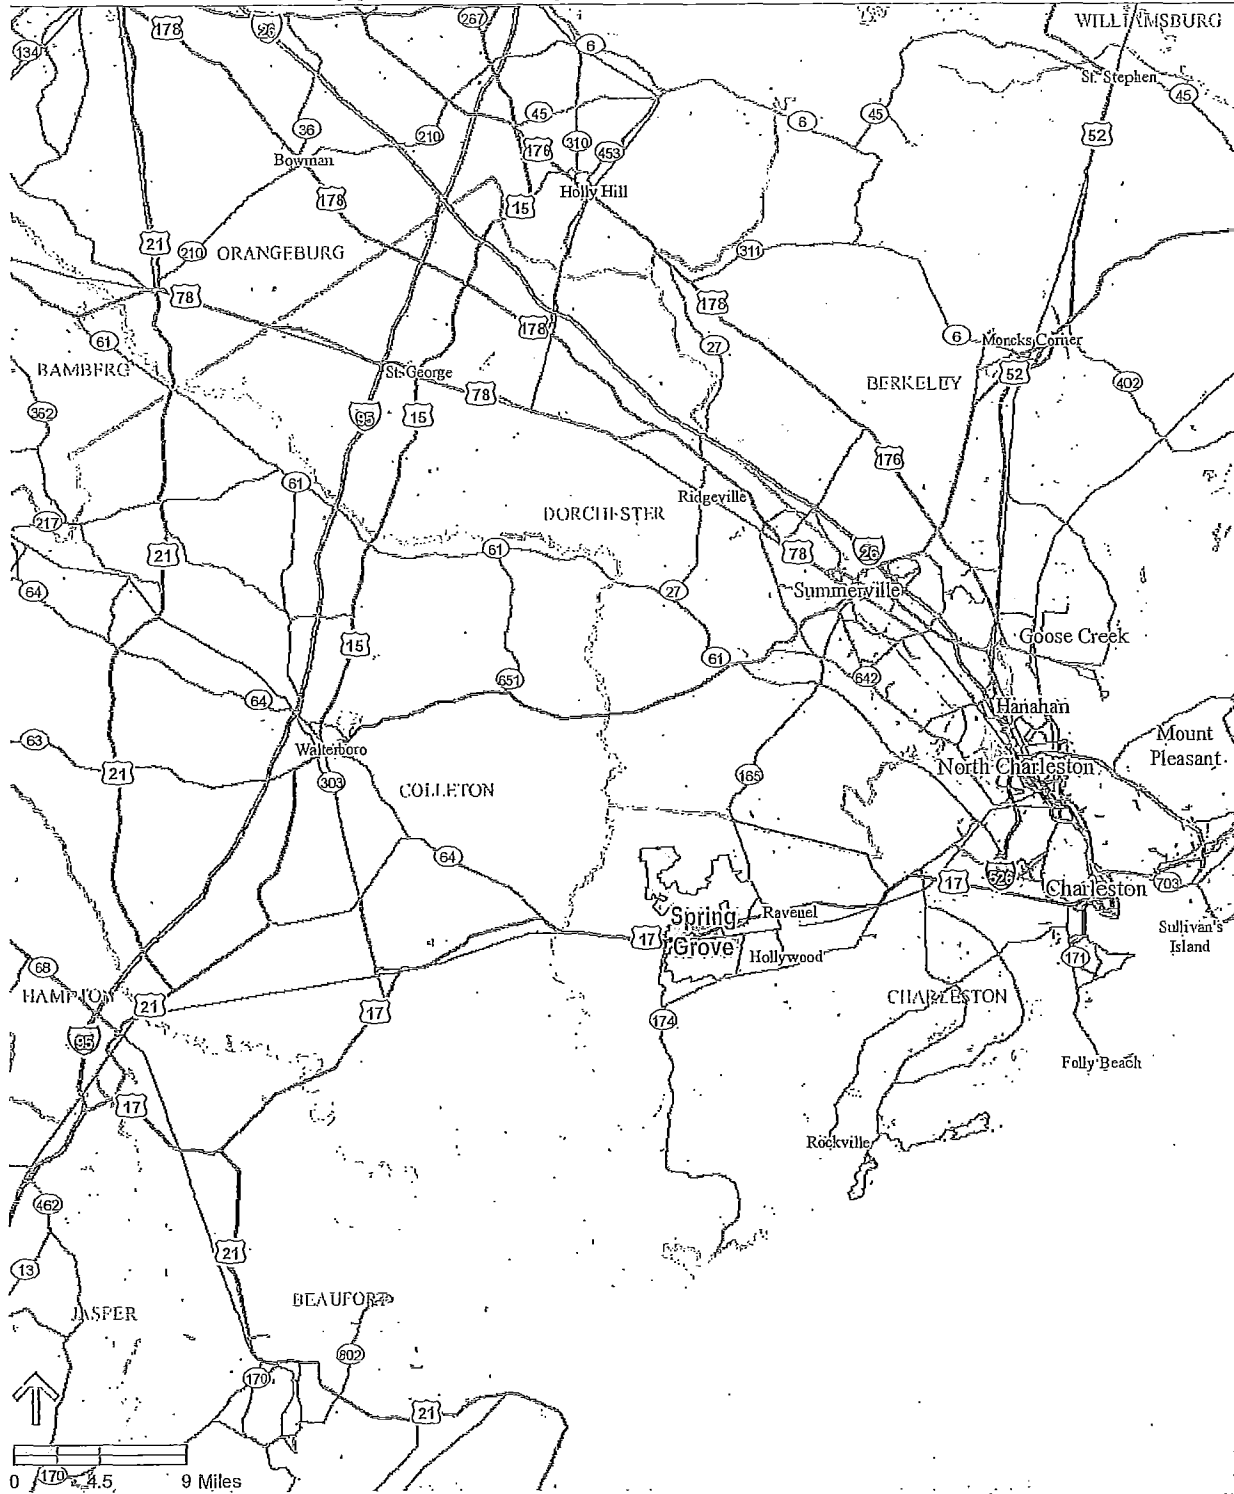 WILLIAMSBURG
267
178
26
6
134
St. Stephen
45
45
45
6
36
210
176
310
453
52
Bowman
178
15
Holly Hill
21
210
ORANGEBURG
311
78
178
178
61
27
6
Moncks Corner
BAMBERG
St. George
52
BERKELEY
402
362
95
15
78
176
61
Ridgeville
217
DORCHESTER
21
61
78
26
64
27
Summerville
15
Goose Creek
61
651
642
64
Hanahan
63
Walterboro
Mount
Pleasant
21
303
165
North Charleston
COLLETON
64
17
526
Charleston
703
Spring
Grove
Ravenel
17
Hollywood
Sullivan's
Island
171
68
HAMPTON
21
17
174
CHARLESTON
95
Folly Beach
17
Rockville
462
21
13
JASPER
BEAUFORT
802
170
21
0 170 4.5 9 Miles